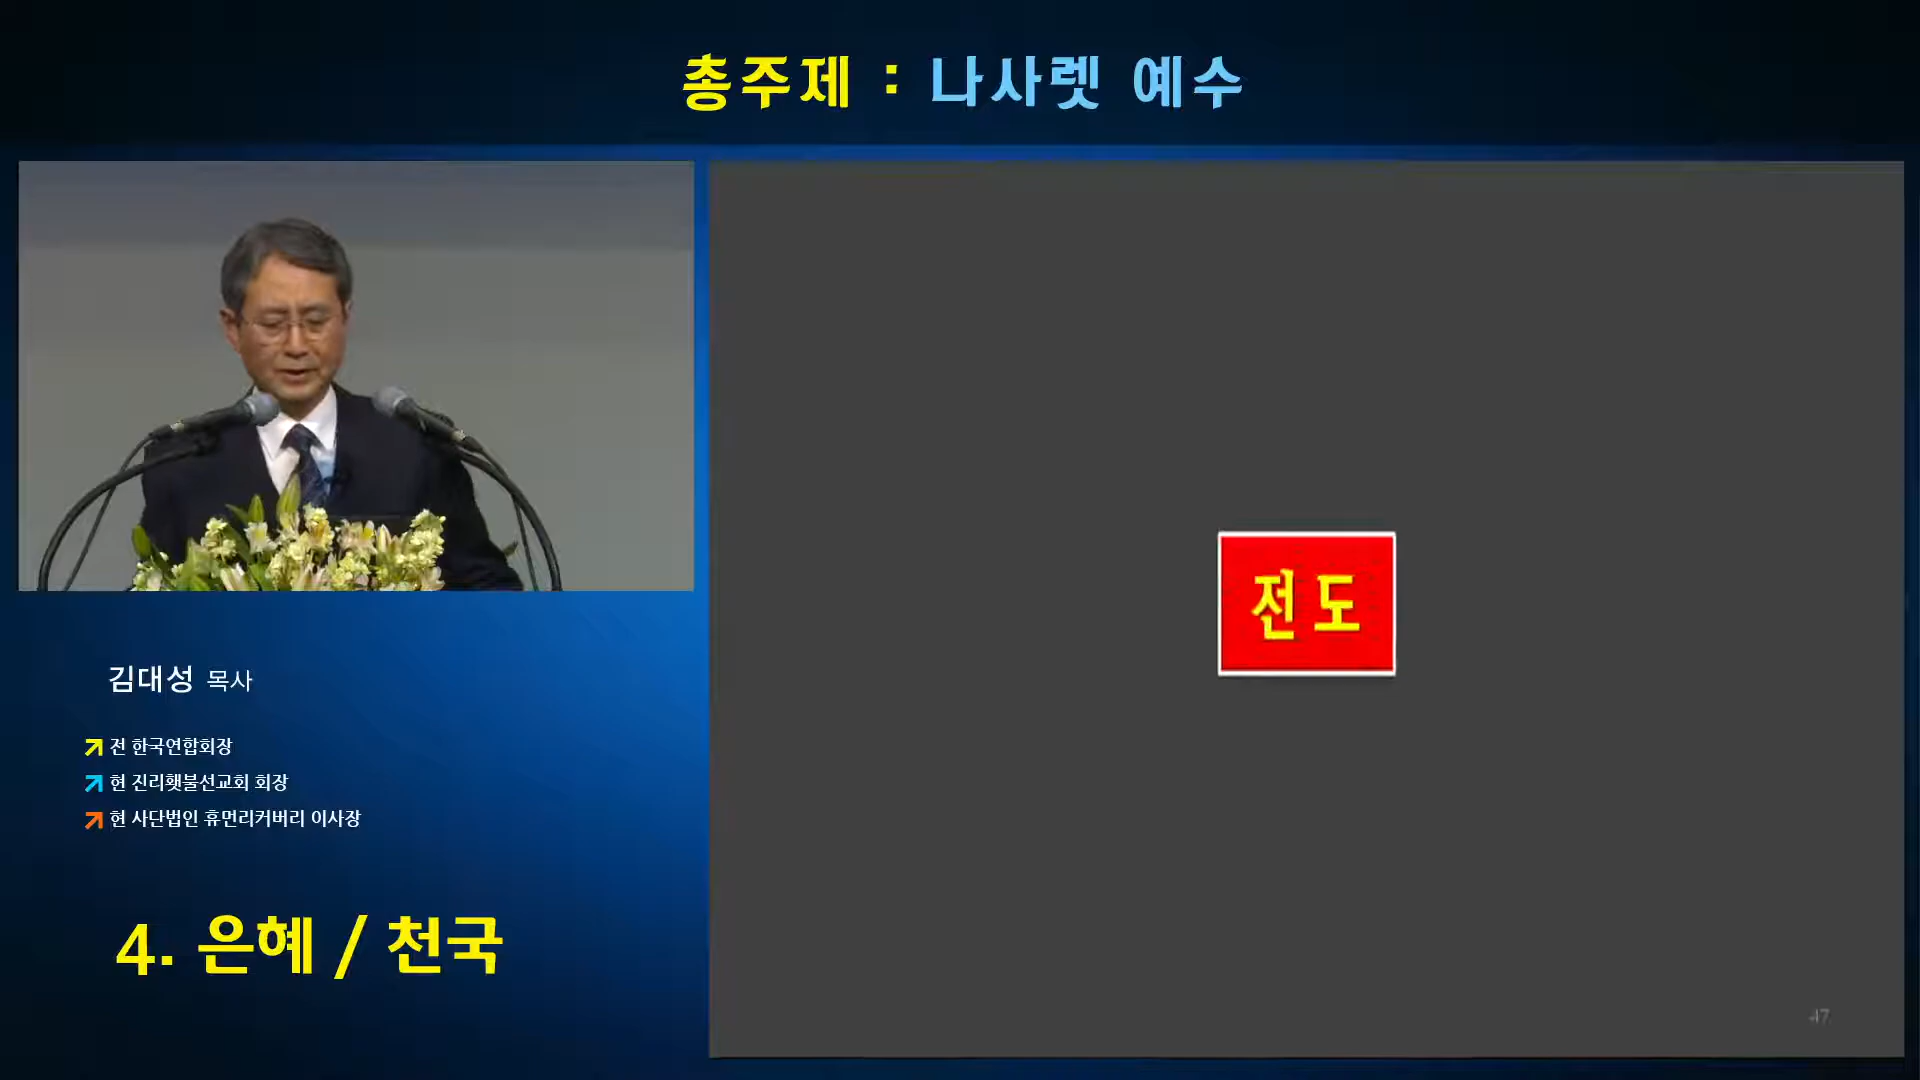 총주제 : 나사렛 예수
전도
김대성 목사
전 한국연합회장
현 진리횃불선교회 회장
현 사단법인 휴먼리커버리 이사장
4. 은혜 / 천국
47